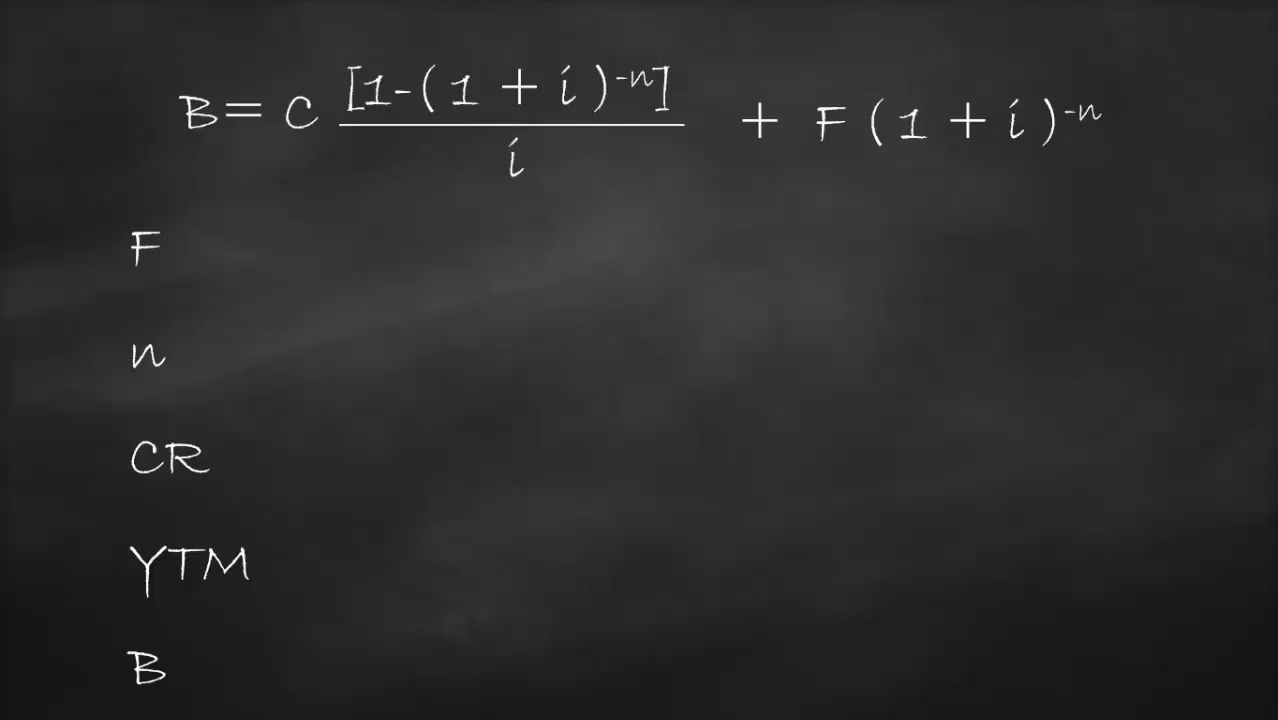 B= C [1-(1 + i)⁻ⁿ] / i + F (1 + i)⁻ⁿ
F
n
CR
YTM
B